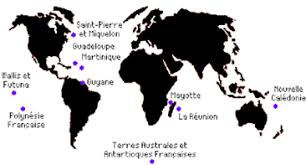 Saint-Pierre
et Miquelon
Guadeloupe
Martinique
Guyane
Wallis et
Futuna
Polynésie
Française
Mayotte
La Réunion
Nouvelle
Calédonie
Terres Australes et
Antarctiques Françaises